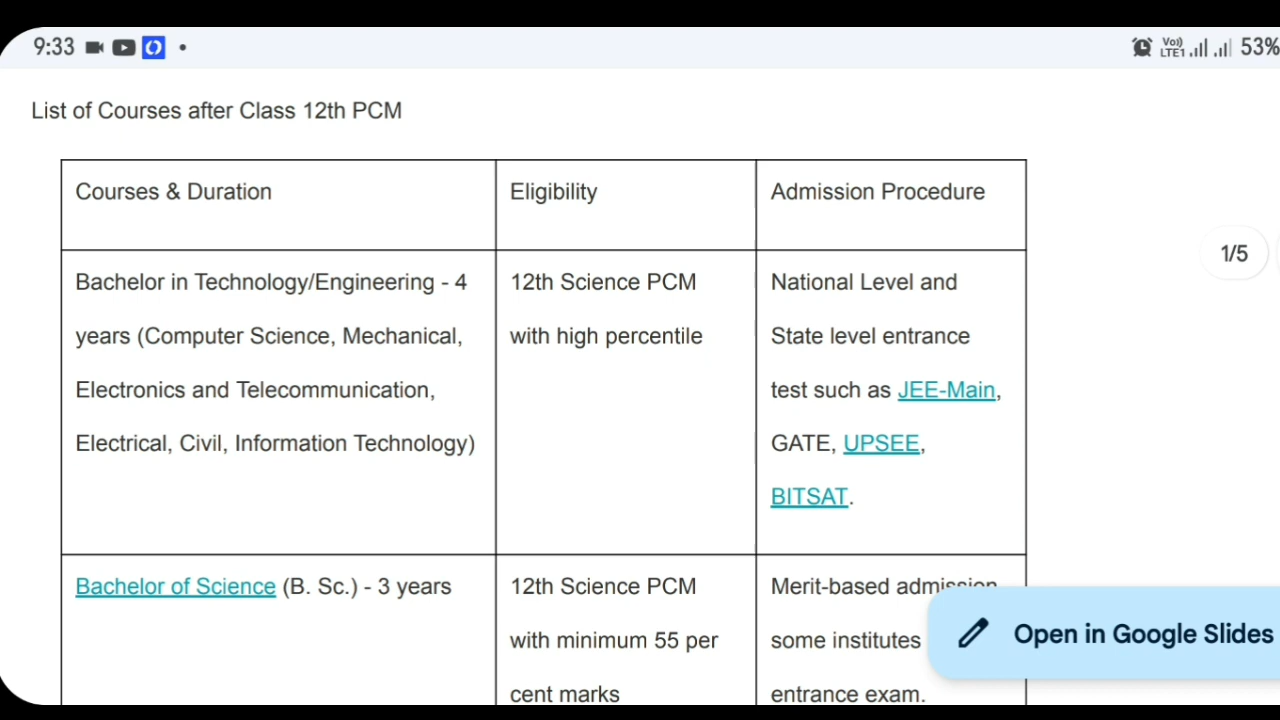 9:33
Vo))
LTE1
53%
List of Courses after Class 12th PCM
Courses & Duration
Eligibility
Admission Procedure
Bachelor in Technology/Engineering - 4
years (Computer Science, Mechanical,
Electronics and Telecommunication,
Electrical, Civil, Information Technology)
12th Science PCM
with high percentile
National Level and
State level entrance
test such as JEE-Main,
GATE, UPSEE,
BITSAT.
1/5
Bachelor of Science (B. Sc.) - 3 years
12th Science PCM
with minimum 55 per
cent marks
Merit-based admission
some institutes
entrance exam.
Open in Google Slides